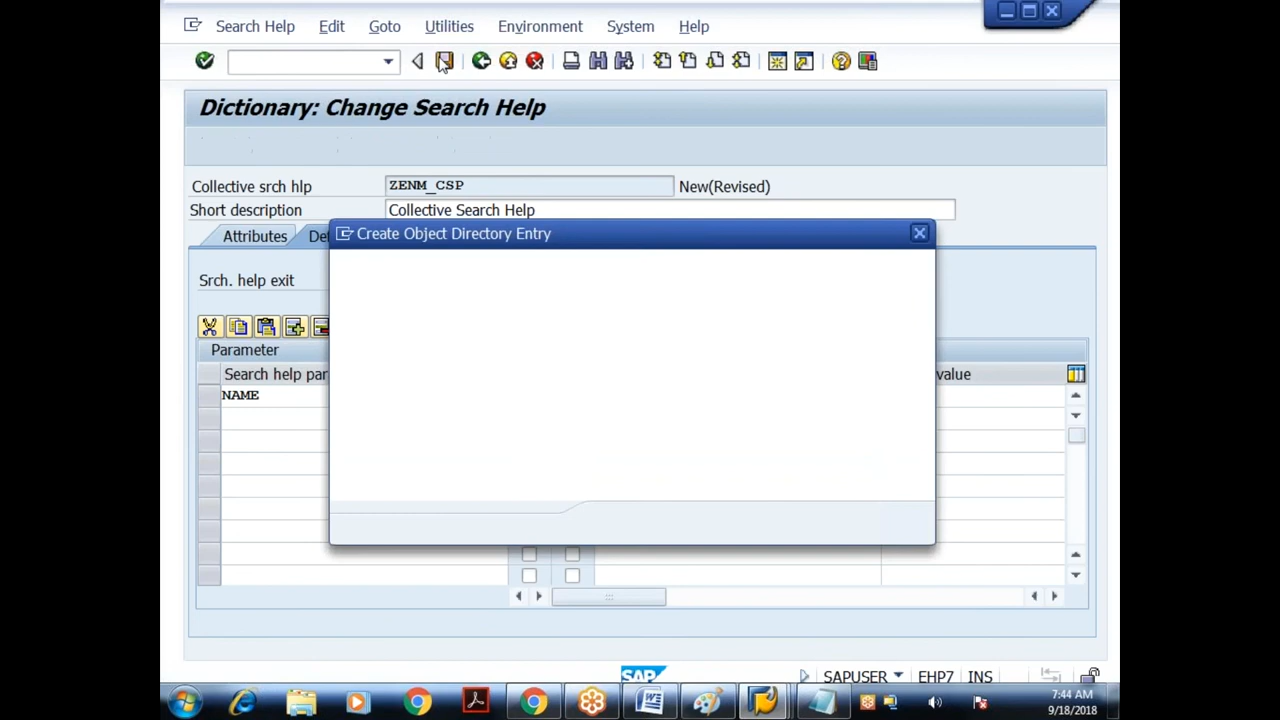 Search Help Edit Goto Utilities Environment System Help
Dictionary: Change Search Help
Collective srch hlp ZENM_CSP New(Revised)
Short description Collective Search Help
Attributes
Create Object Directory Entry
Srch. help exit
Parameter
Search help par value
NAME
SAP SAPUSER EHP7 INS
7:44 AM
9/18/2018